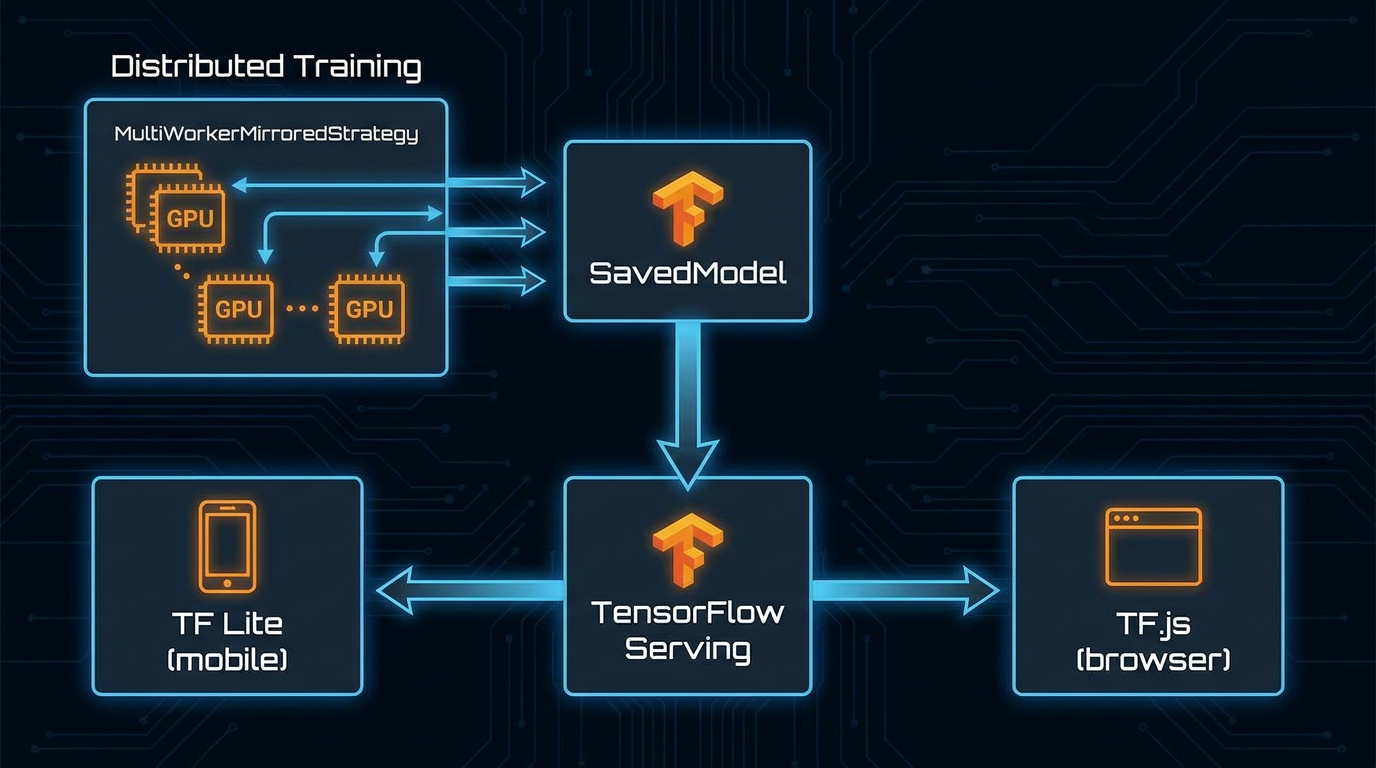 Distributed Training
MultiWorkerMirroredStrategy
GPU
GPU
GPU
SavedModel
TF Lite
(mobile)
TensorFlow
Serving
TF.js
(browser)